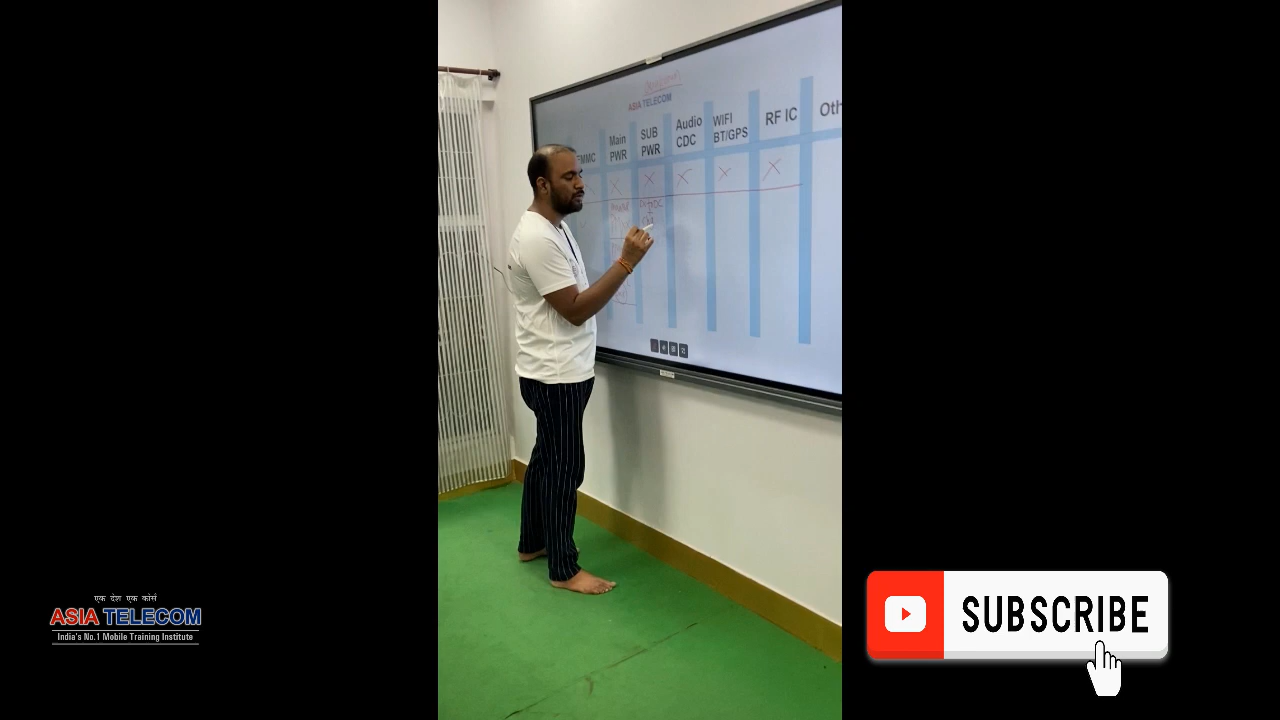 ASIA TELECOM
EMMC
Main
PWR
SUB
PWR
Audio
CDC
WIFI
BT/GPS
RF IC
Oth
X X X X X
एक देश एक कोर्स
ASIA TELECOM
India's No.1 Mobile Training Institute
SUBSCRIBE